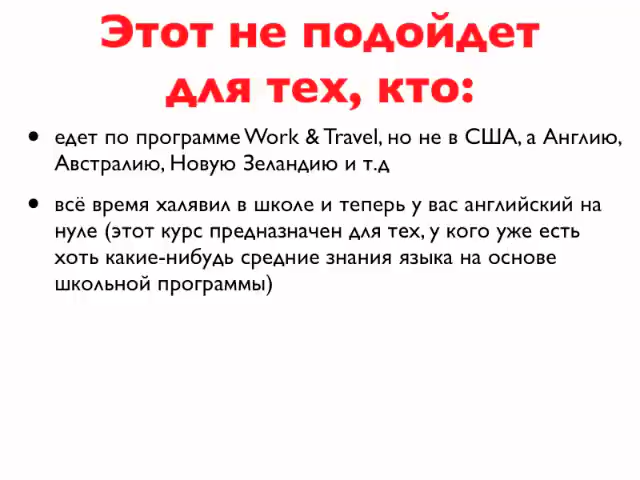 Этот не подойдет
для тех, кто:
• едет по программе Work & Travel, но не в США, а Англию,
Австралию, Новую Зеландию и т.д
• всё время халявил в школе и теперь у вас английский на
нуле (этот курс предназначен для тех, у кого уже есть
хоть какие-нибудь средние знания языка на основе
школьной программы)